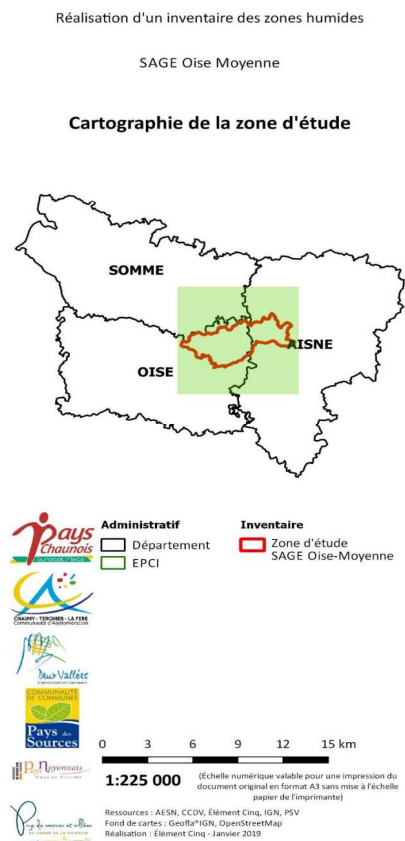 Réalisation d'un inventaire des zones humides
SAGE Oise Moyenne
Cartographie de la zone d'étude
SOMME
OISE
AISNE
Pays
Chaunois
Administratif
Département
EPCI
Inventaire
Zone d'étude
SAGE Oise-Moyenne
CHAUNY - TERGNIER - LA FERE
Communauté d'Agglomération
Deux Vallées
COMMUNAUTÉ
DE COMMUNES
Pays des
Sources
Pays Noyonnais
0 3 6 9 12 15 km
1:225 000
(Échelle numérique valable pour une impression du
document original en format A3 sans mise à l'échelle
papier de l'imprimante)
Ressources : AESN, CCDV, Élément Cinq, IGN, PSV
Fond de cartes : Geofla®IGN, OpenStreetMap
Réalisation : Élément Cinq - Janvier 2019